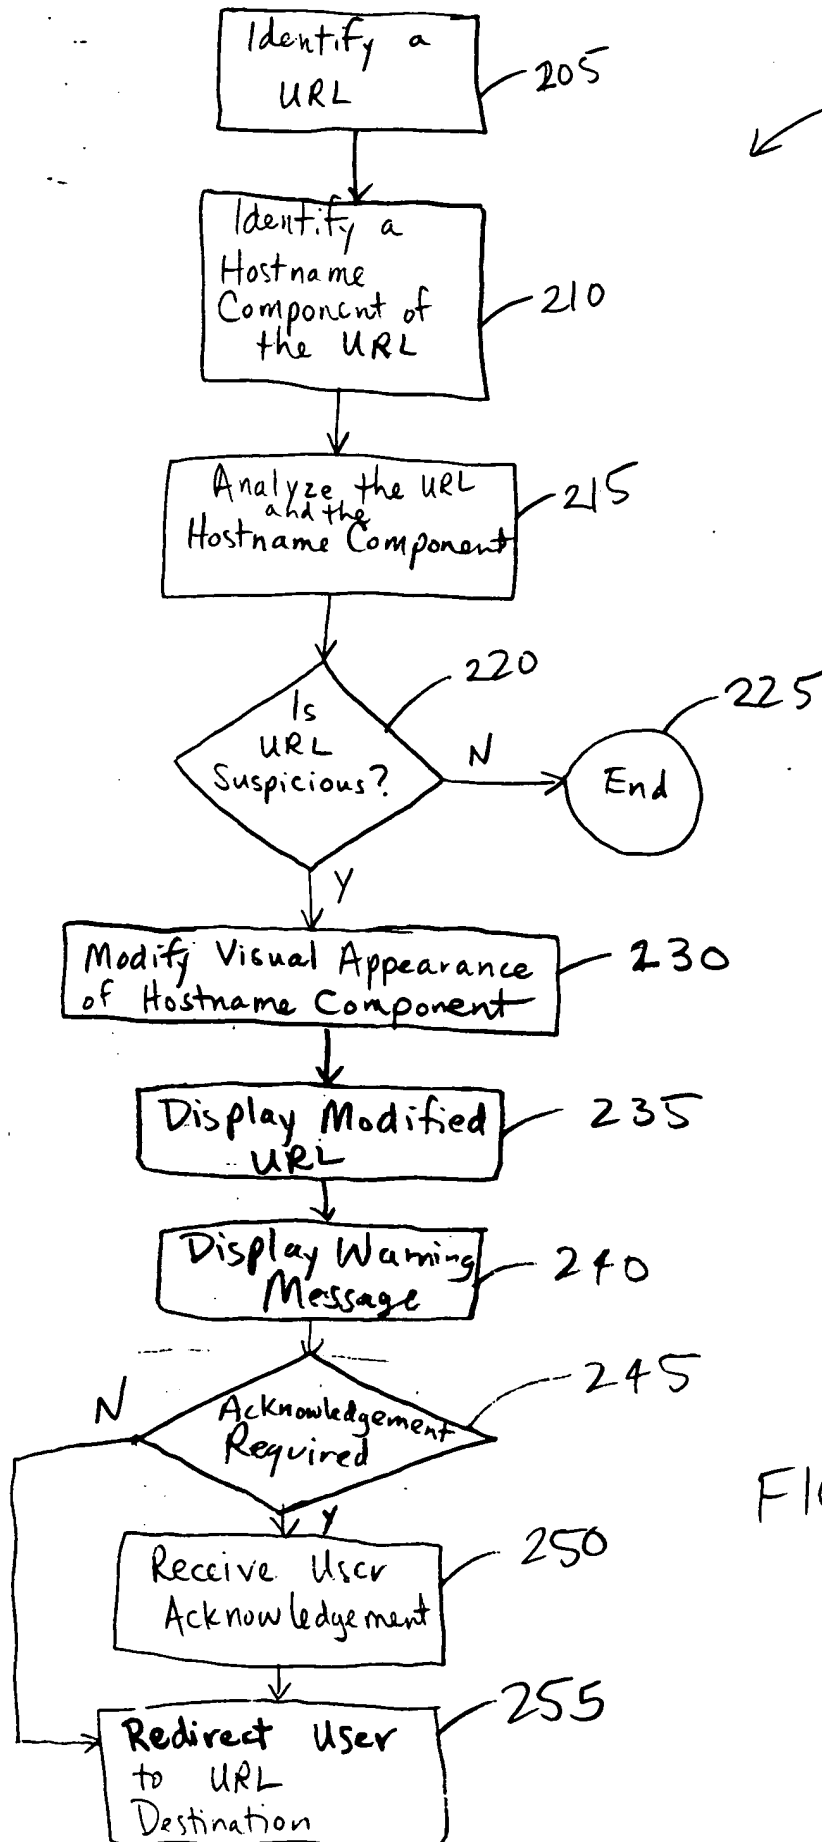 Identify a
URL
205
Identify a
Hostname
Component of
the URL
210
Analyze the URL
and the
Hostname Component
215
Is
URL
Suspicious?
220
N
End
225
Y
Modify Visual Appearance
of Hostname Component
230
Display Modified
URL
235
Display Warning
Message
240
Acknowledgement
Required
245
N
Y
Receive User
Acknowledgement
250
Redirect User
to URL
Destination
255